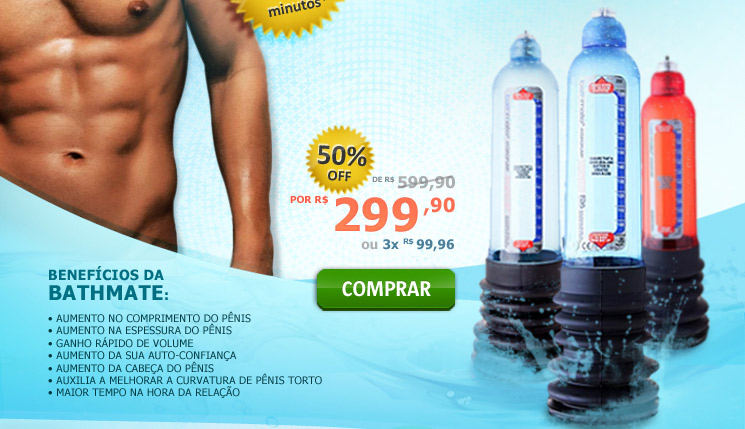 minutos
50%
OFF
DE R$ 599,90
POR R$ 299,90
ou 3x R$ 99,96
COMPRAR
BENEFÍCIOS DA
BATHMATE:
• AUMENTO NO COMPRIMENTO DO PÊNIS
• AUMENTO NA ESPESSURA DO PÊNIS
• GANHO RÁPIDO DE VOLUME
• AUMENTO DA SUA AUTO-CONFIANÇA
• AUMENTO DA CABEÇA DO PÊNIS
• AUXILIA A MELHORAR A CURVATURA DE PÊNIS TORTO
• MAIOR TEMPO NA HORA DA RELAÇÃO